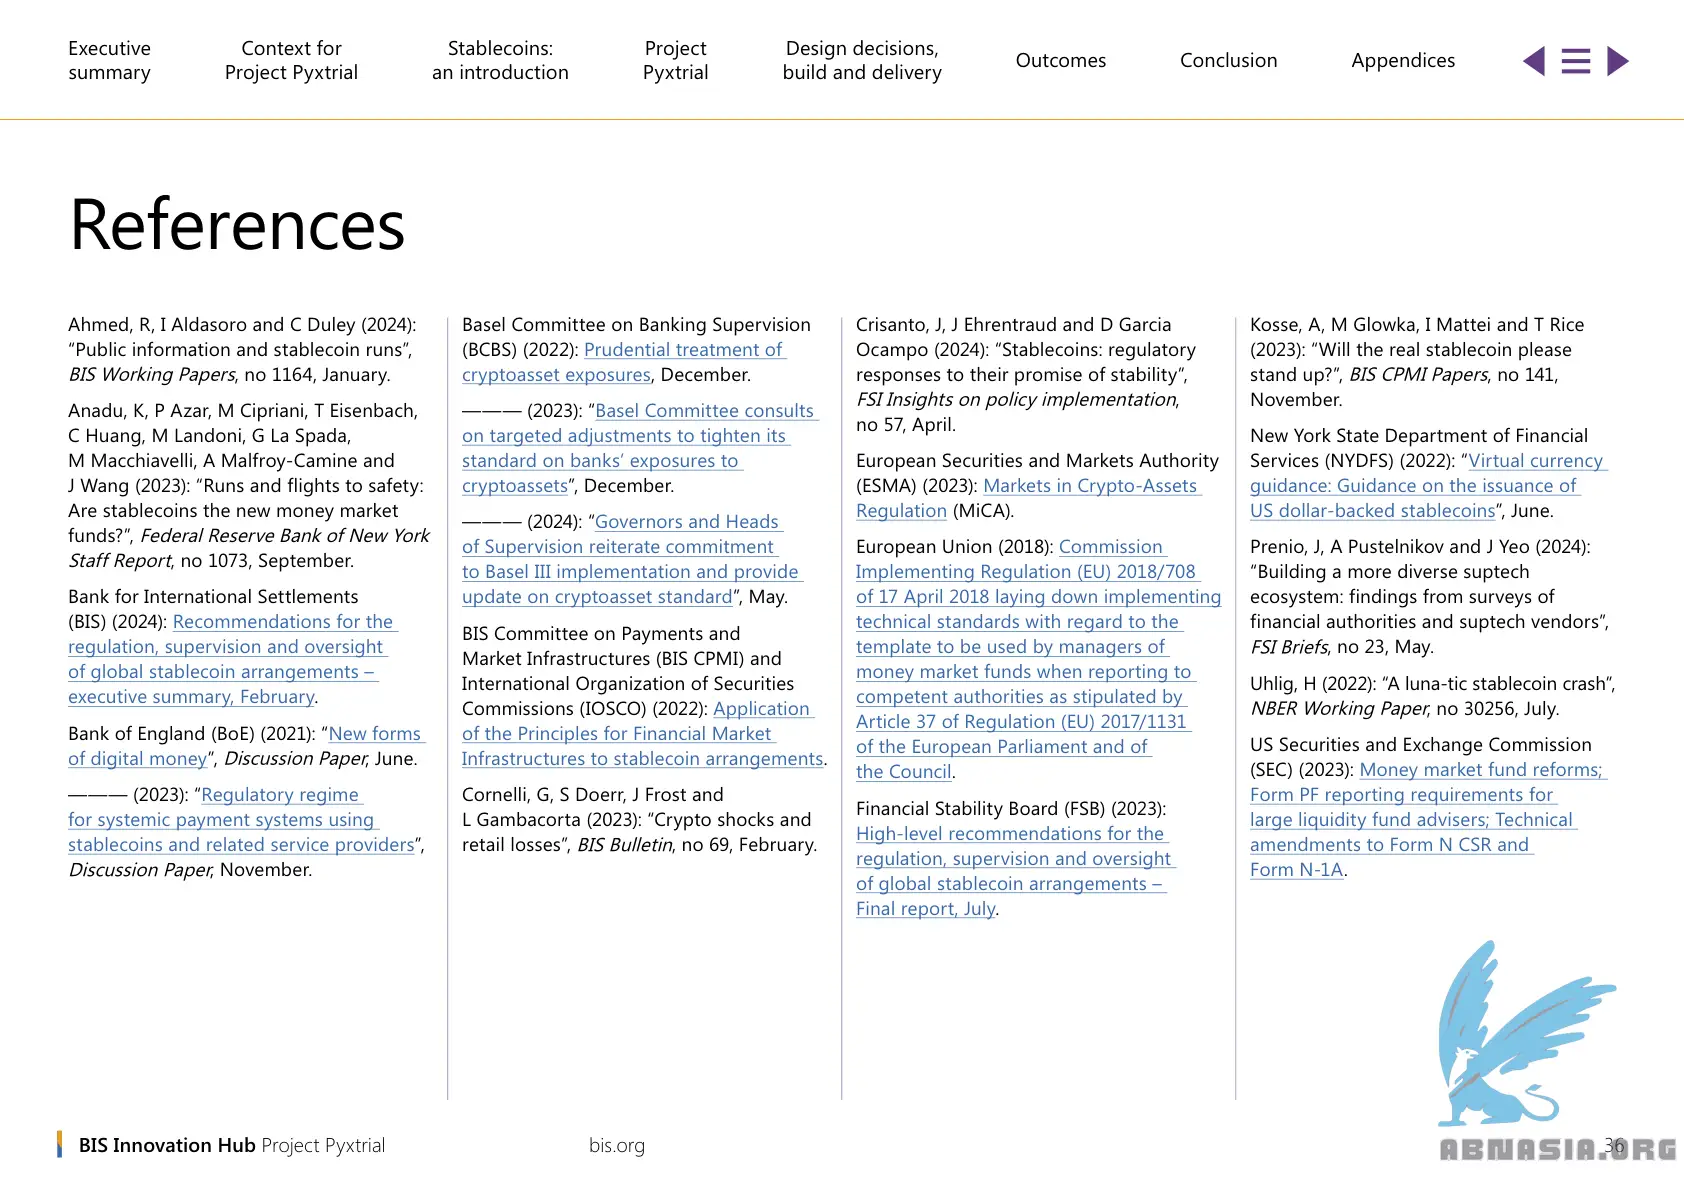 Executive
summary
Context for
Project Pyxtrial
Stablecoins:
an introduction
Project
Pyxtrial
Design decisions,
build and delivery
Outcomes
Conclusion
Appendices
References
Ahmed, R, I Aldasoro and C Duley (2024):
“Public information and stablecoin runs”,
BIS Working Papers, no 1164, January.
Anadu, K, P Azar, M Cipriani, T Eisenbach,
C Huang, M Landoni, G La Spada,
M Macchiavelli, A Malfroy-Camine and
J Wang (2023): “Runs and flights to safety:
Are stablecoins the new money market
funds?”, Federal Reserve Bank of New York
Staff Report, no 1073, September.
Bank for International Settlements
(BIS) (2024): Recommendations for the
regulation, supervision and oversight
of global stablecoin arrangements –
executive summary, February.
Bank of England (BoE) (2021): “New forms
of digital money”, Discussion Paper, June.
——— (2023): “Regulatory regime
for systemic payment systems using
stablecoins and related service providers”,
Discussion Paper, November.
Basel Committee on Banking Supervision
(BCBS) (2022): Prudential treatment of
cryptoasset exposures, December.
——— (2023): “Basel Committee consults
on targeted adjustments to tighten its
standard on banks’ exposures to
cryptoassets”, December.
——— (2024): “Governors and Heads
of Supervision reiterate commitment
to Basel III implementation and provide
update on cryptoasset standard”, May.
BIS Committee on Payments and
Market Infrastructures (BIS CPMI) and
International Organization of Securities
Commissions (IOSCO) (2022): Application
of the Principles for Financial Market
Infrastructures to stablecoin arrangements.
Cornelli, G, S Doerr, J Frost and
L Gambacorta (2023): “Crypto shocks and
retail losses”, BIS Bulletin, no 69, February.
Crisanto, J, J Ehrentraud and D Garcia
Ocampo (2024): “Stablecoins: regulatory
responses to their promise of stability”,
FSI Insights on policy implementation,
no 57, April.
European Securities and Markets Authority
(ESMA) (2023): Markets in Crypto-Assets
Regulation (MiCA).
European Union (2018): Commission
Implementing Regulation (EU) 2018/708
of 17 April 2018 laying down implementing
technical standards with regard to the
template to be used by managers of
money market funds when reporting to
competent authorities as stipulated by
Article 37 of Regulation (EU) 2017/1131
of the European Parliament and of
the Council.
Financial Stability Board (FSB) (2023):
High-level recommendations for the
regulation, supervision and oversight
of global stablecoin arrangements –
Final report, July.
Kosse, A, M Glowka, I Mattei and T Rice
(2023): “Will the real stablecoin please
stand up?”, BIS CPMI Papers, no 141,
November.
New York State Department of Financial
Services (NYDFS) (2022): “Virtual currency
guidance: Guidance on the issuance of
US dollar-backed stablecoins”, June.
Prenio, J, A Pustelnikov and J Yeo (2024):
“Building a more diverse suptech
ecosystem: findings from surveys of
financial authorities and suptech vendors”,
FSI Briefs, no 23, May.
Uhlig, H (2022): “A luna-tic stablecoin crash”,
NBER Working Paper, no 30256, July.
US Securities and Exchange Commission
(SEC) (2023): Money market fund reforms;
Form PF reporting requirements for
large liquidity fund advisers; Technical
amendments to Form N CSR and
Form N-1A.
BIS Innovation Hub Project Pyxtrial
bis.org
36
ABNASIA.ORG